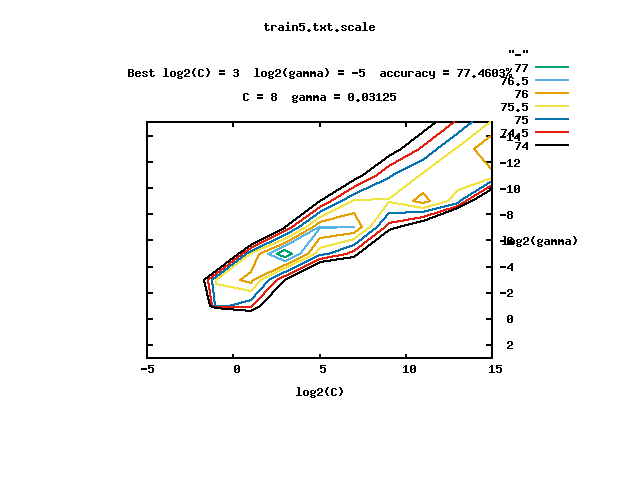 train5.txt.scale
"-"
Best log2(C) = 3  log2(gamma) = -5  accuracy = 77.4603%
77
76.5
76
75.5
75
74.5
74
C = 8  gamma = 0.03125
-14
-12
-10
-8
-6
log2(gamma)
-4
-2
0
2
-5 0 5 10 15
log2(C)